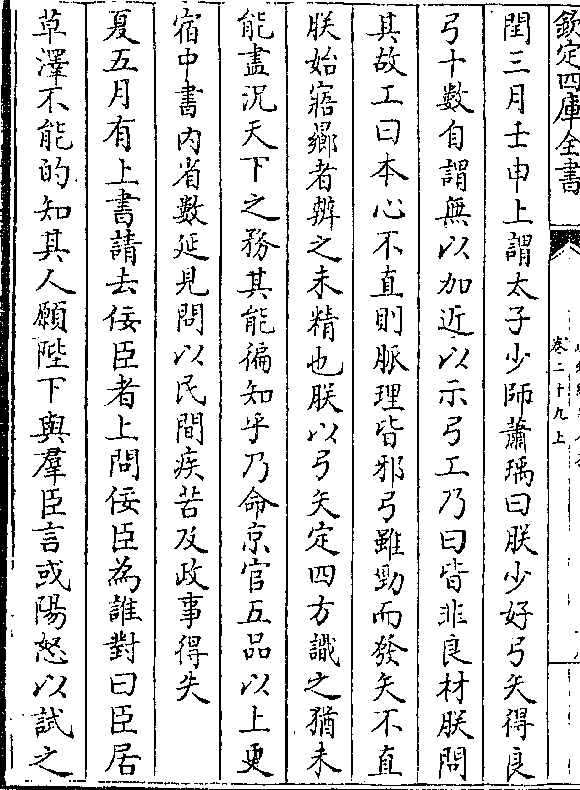 欽定四庫全書
卷二十九上
閏三月壬申上謂太子少師蕭瑀曰朕少好弓矢得良
弓十數自謂無以加近以示弓工乃曰皆非良材朕問
其故工曰本心不直則脈理皆邪弓雖勁而發矢不直
朕始寤曏者辨之未精也朕以弓矢定四方識之猶未
能盡況天下之務其能徧知乎乃命京官五品以上更
宿中書內省數延見問以民間疾苦及政事得失
夏五月有上書請去佞臣者上問佞臣為誰對曰臣居
草澤不能的知其人願陛下與羣臣言或陽怒以試之